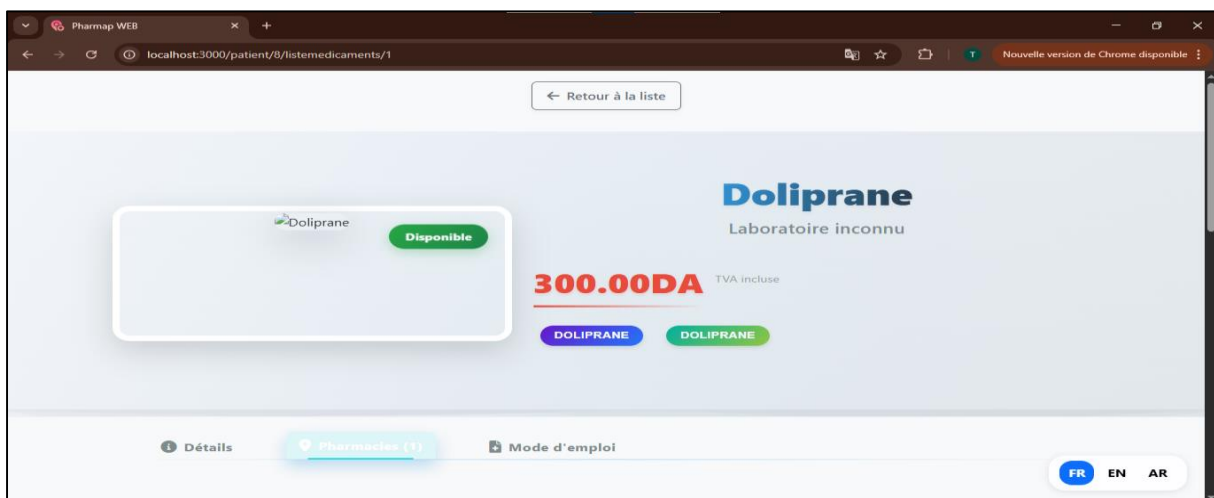 Pharmap WEB
localhost:3000/patient/8/listemedicaments/1
T
Nouvelle version de Chrome disponible
← Retour à la liste
Doliprane
Laboratoire inconnu
Doliprane
Disponible
300.00DA TVA incluse
DOLIPRANE DOLIPRANE
Détails Pharmacies (1) Mode d'emploi
FR EN AR